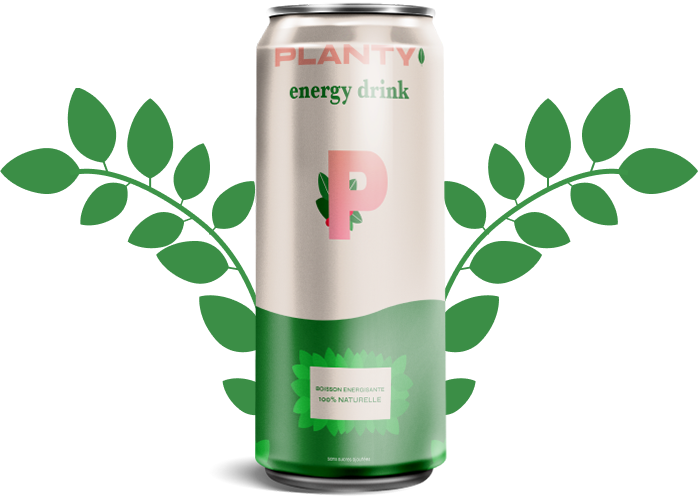 PLANTY
energy drink
P
BOISSON ENERGISANTE
100% NATURELLE